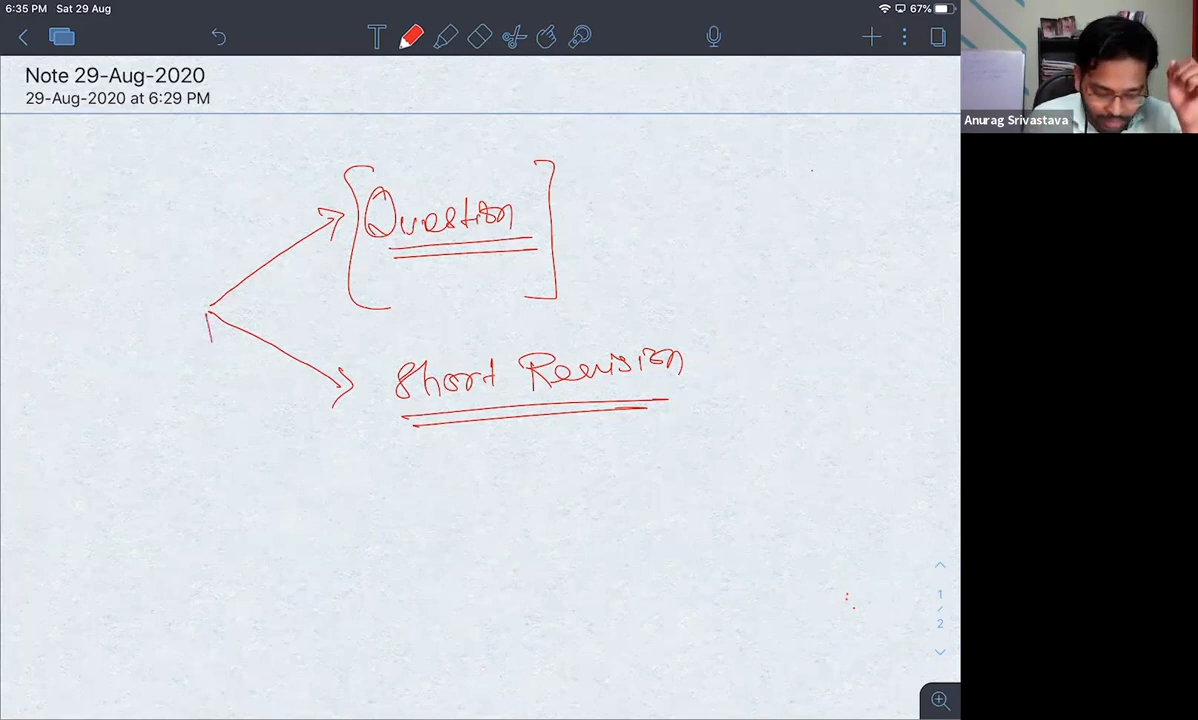 6:35 PM Sat 29 Aug 67%
Anurag Srivastava
Note 29-Aug-2020
29-Aug-2020 at 6:29 PM
Question
Short Revision
1
/
2